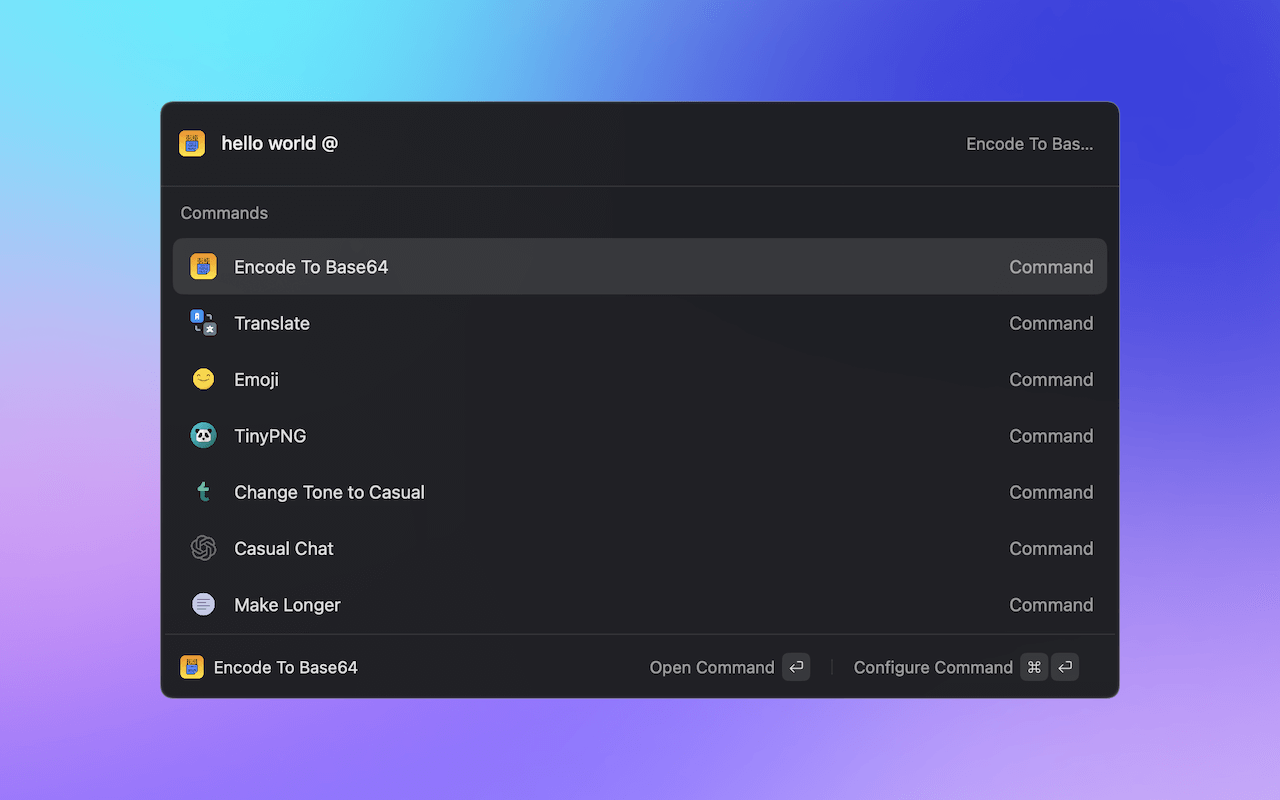 hello world @ Encode To Bas...
Commands
Encode To Base64 Command
Translate Command
Emoji Command
TinyPNG Command
Change Tone to Casual Command
Casual Chat Command
Make Longer Command
Encode To Base64 Open Command ↵ Configure Command ⌘ ↵